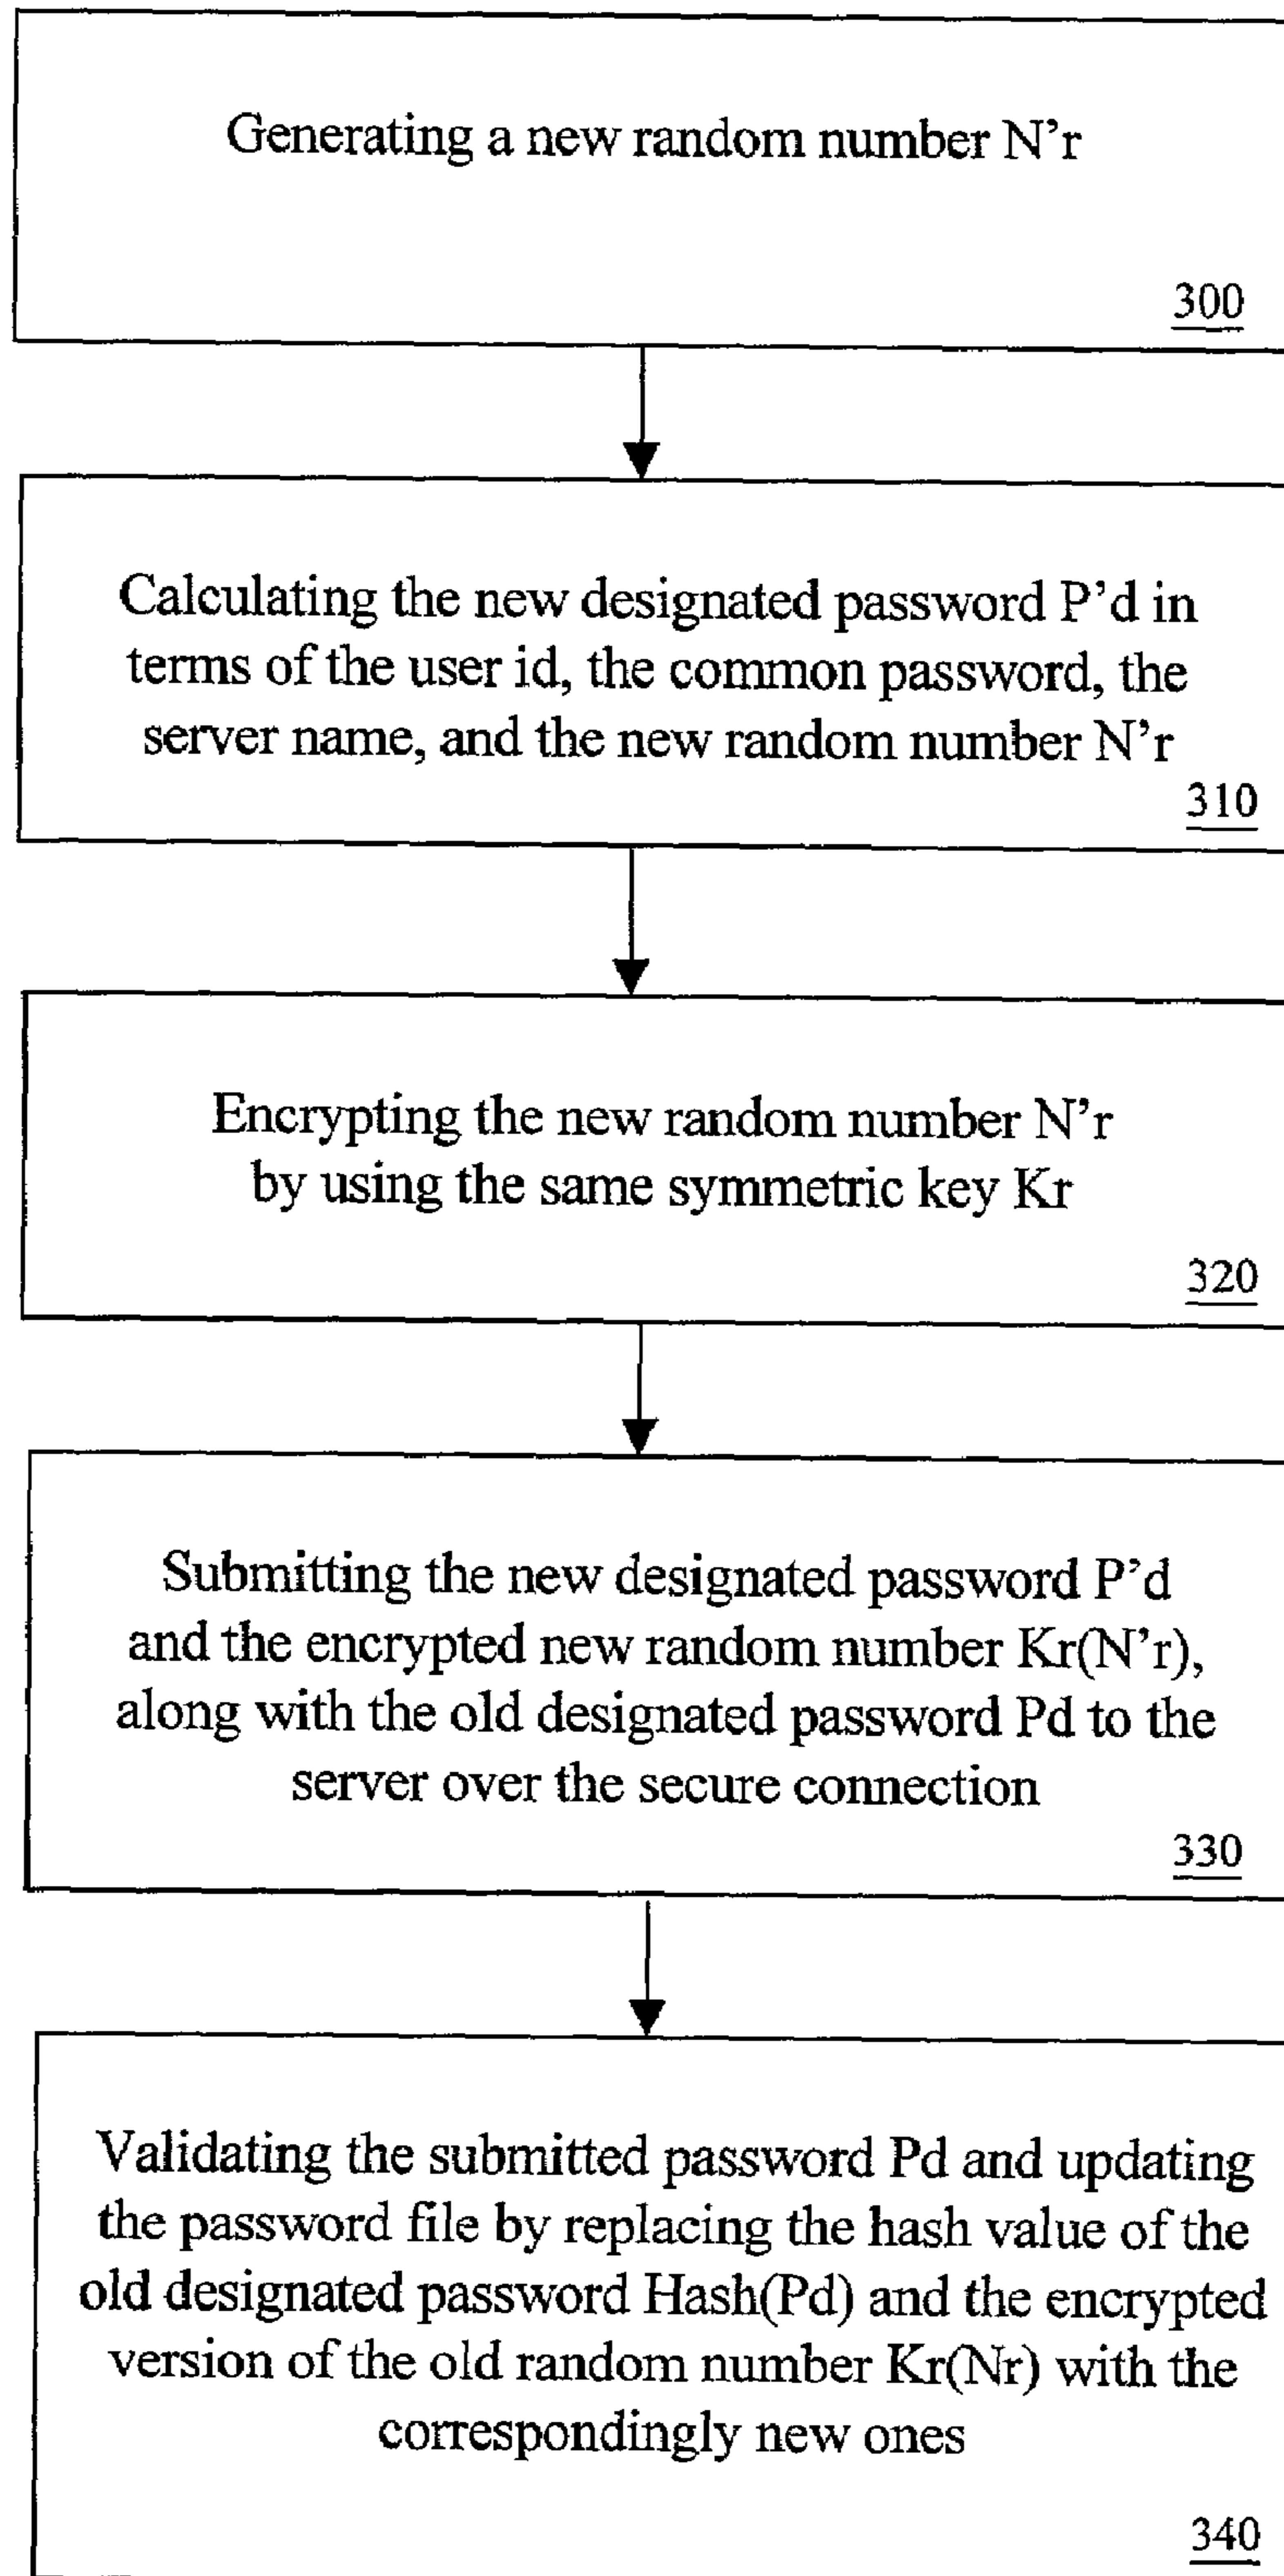 Generating a new random number N’r
300
Calculating the new designated password P’d in
terms of the user id, the common password, the
server name, and the new random number N’r
310
Encrypting the new random number N’r
by using the same symmetric key Kr
320
Submitting the new designated password P’d
and the encrypted new random number Kr(N’r),
along with the old designated password Pd to the
server over the secure connection
330
Validating the submitted password Pd and updating
the password file by replacing the hash value of the
old designated password Hash(Pd) and the encrypted
version of the old random number Kr(Nr) with the
correspondingly new ones
340